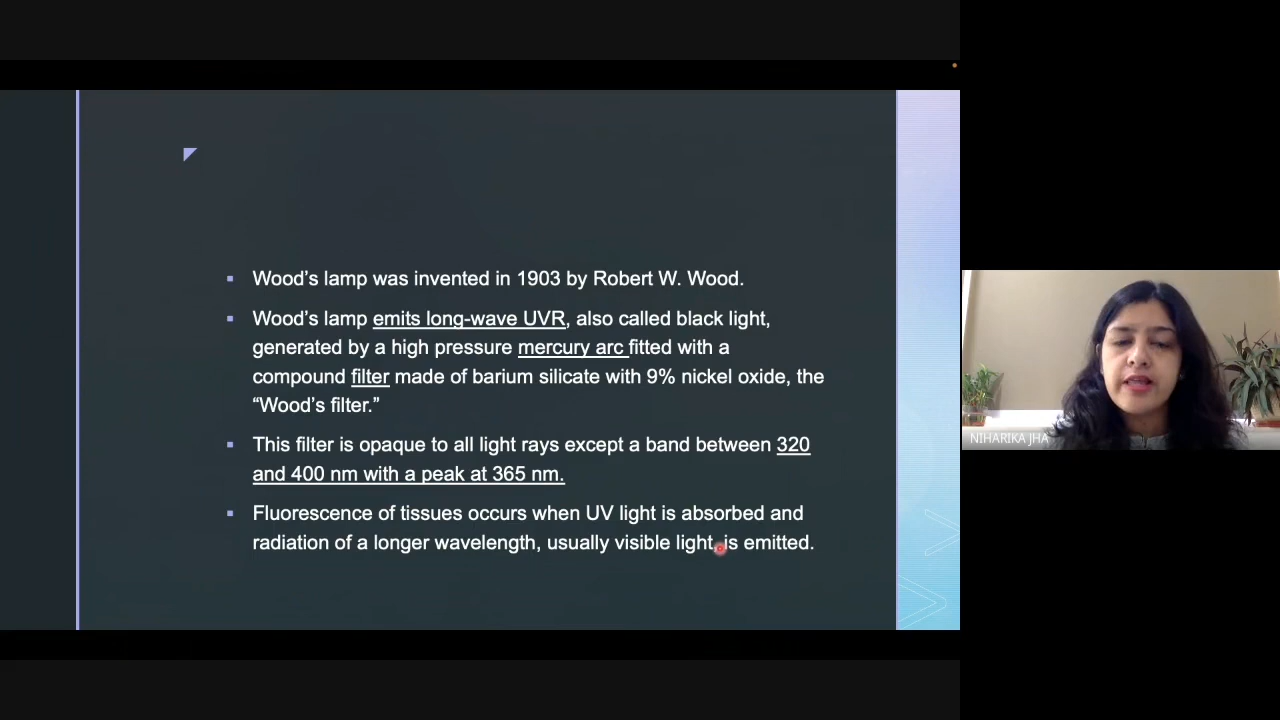 Wood’s lamp was invented in 1903 by Robert W. Wood.
Wood’s lamp emits long-wave UVR, also called black light,
generated by a high pressure mercury arc fitted with a
compound filter made of barium silicate with 9% nickel oxide, the
“Wood’s filter.”
This filter is opaque to all light rays except a band between 320
and 400 nm with a peak at 365 nm.
Fluorescence of tissues occurs when UV light is absorbed and
radiation of a longer wavelength, usually visible light, is emitted.
NIHARIKA JHA